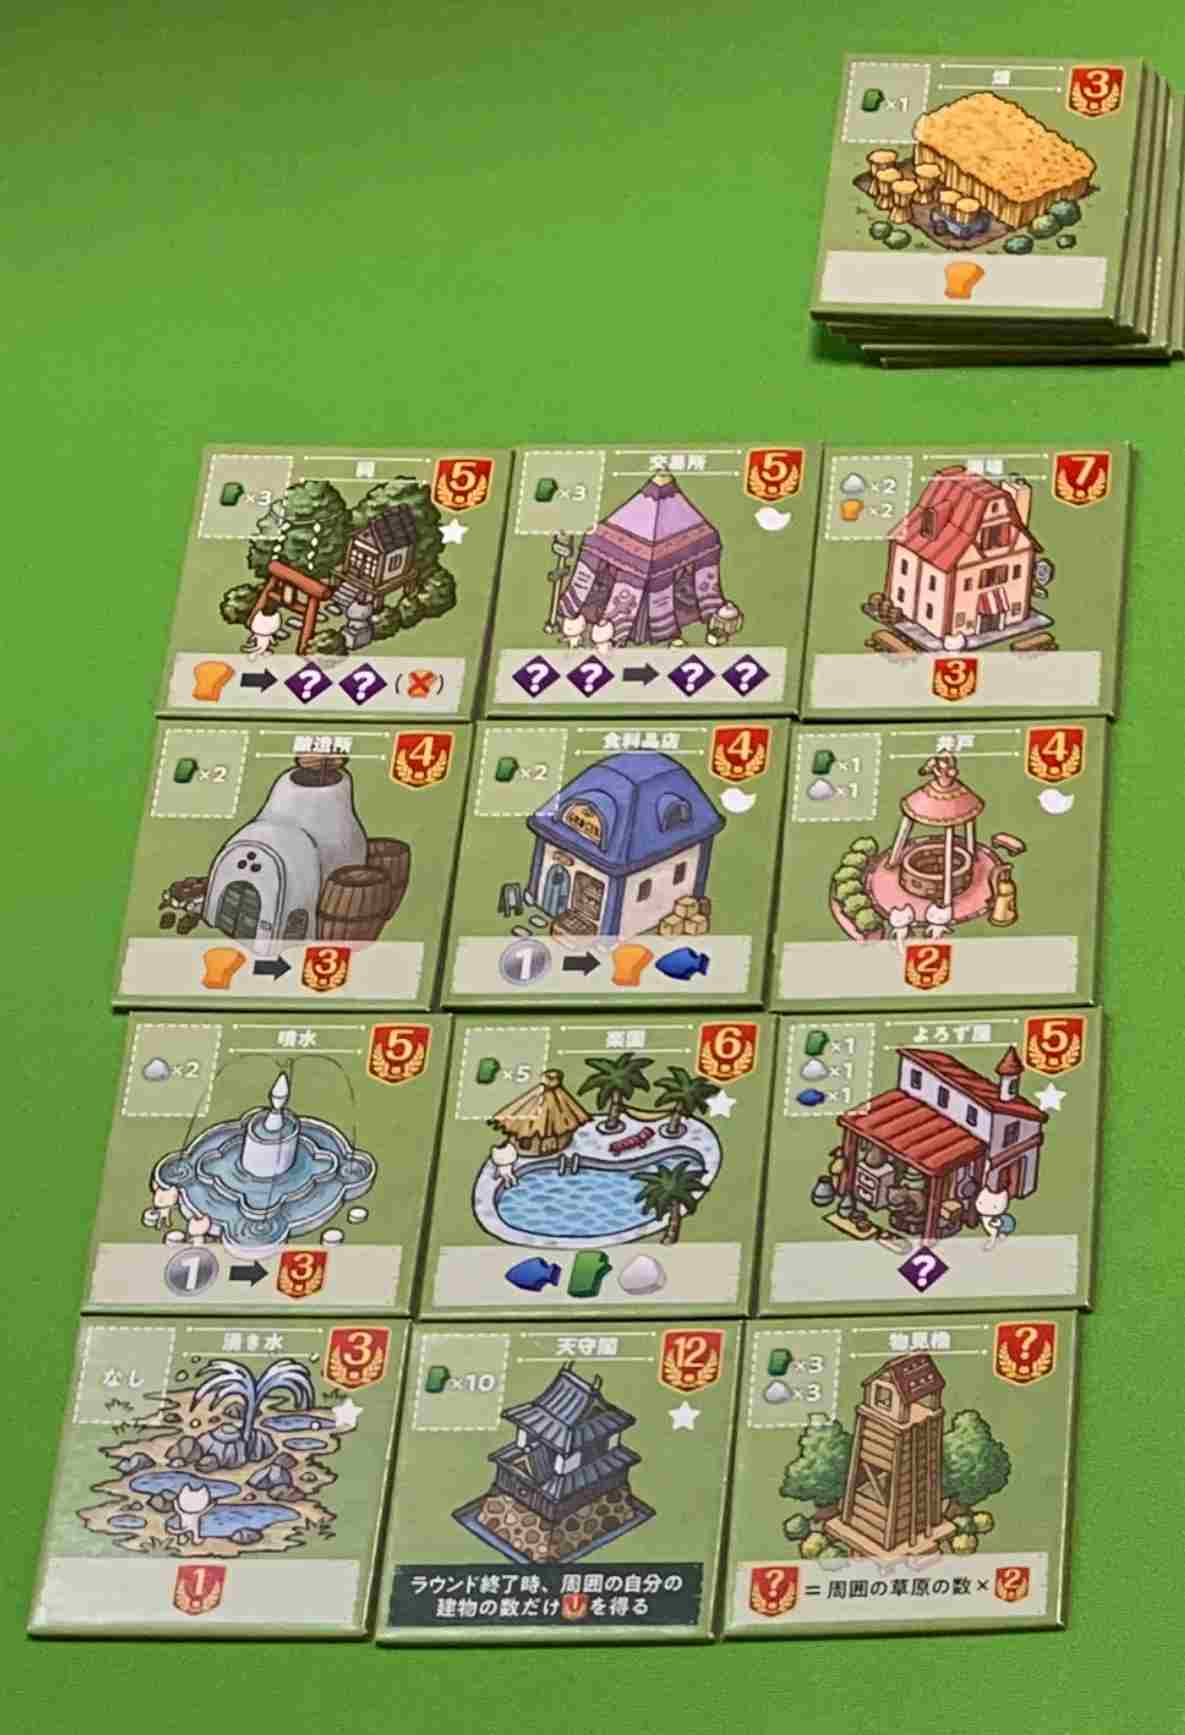 畑
×1
3
祠
×3
5
? ? ( )
交易所
×3
5
? ? ? ?
×2
×2
7
3
醸造所
×2
4
3
食料品店
×2
4
1
井戸
×1
×1
4
2
噴水
×2
5
1 3
楽園
×5
6
よろず屋
×1
×1
×1
5
?
湧き水
なし
3
1
天守閣
×10
12
ラウンド終了時、周囲の自分の
建物の数だけを得る
物見櫓
×3
×3
?
? = 周囲の草原の数× 2